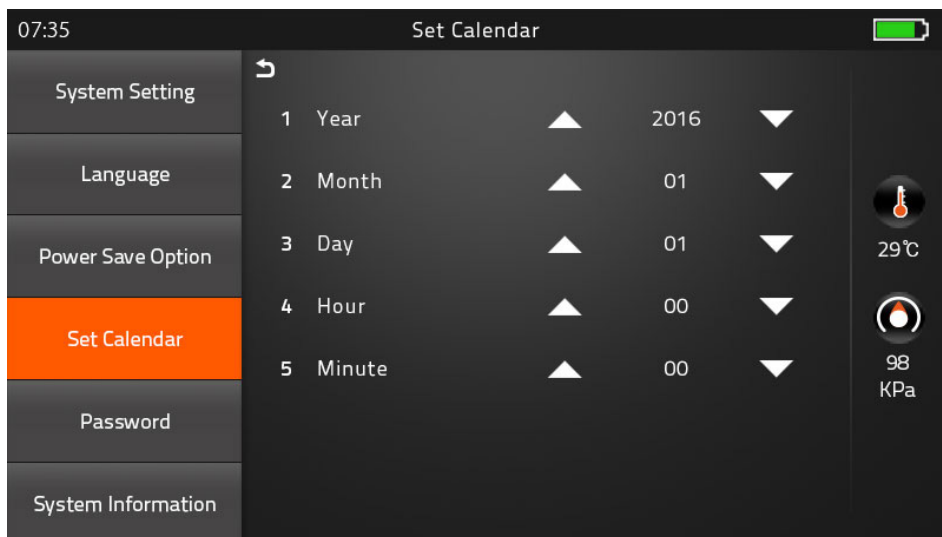 07:35 Set Calendar
System Setting
Language
Power Save Option
Set Calendar
Password
System Information
1 Year 2016
2 Month 01
3 Day 01
4 Hour 00
5 Minute 00
29℃
98
KPa